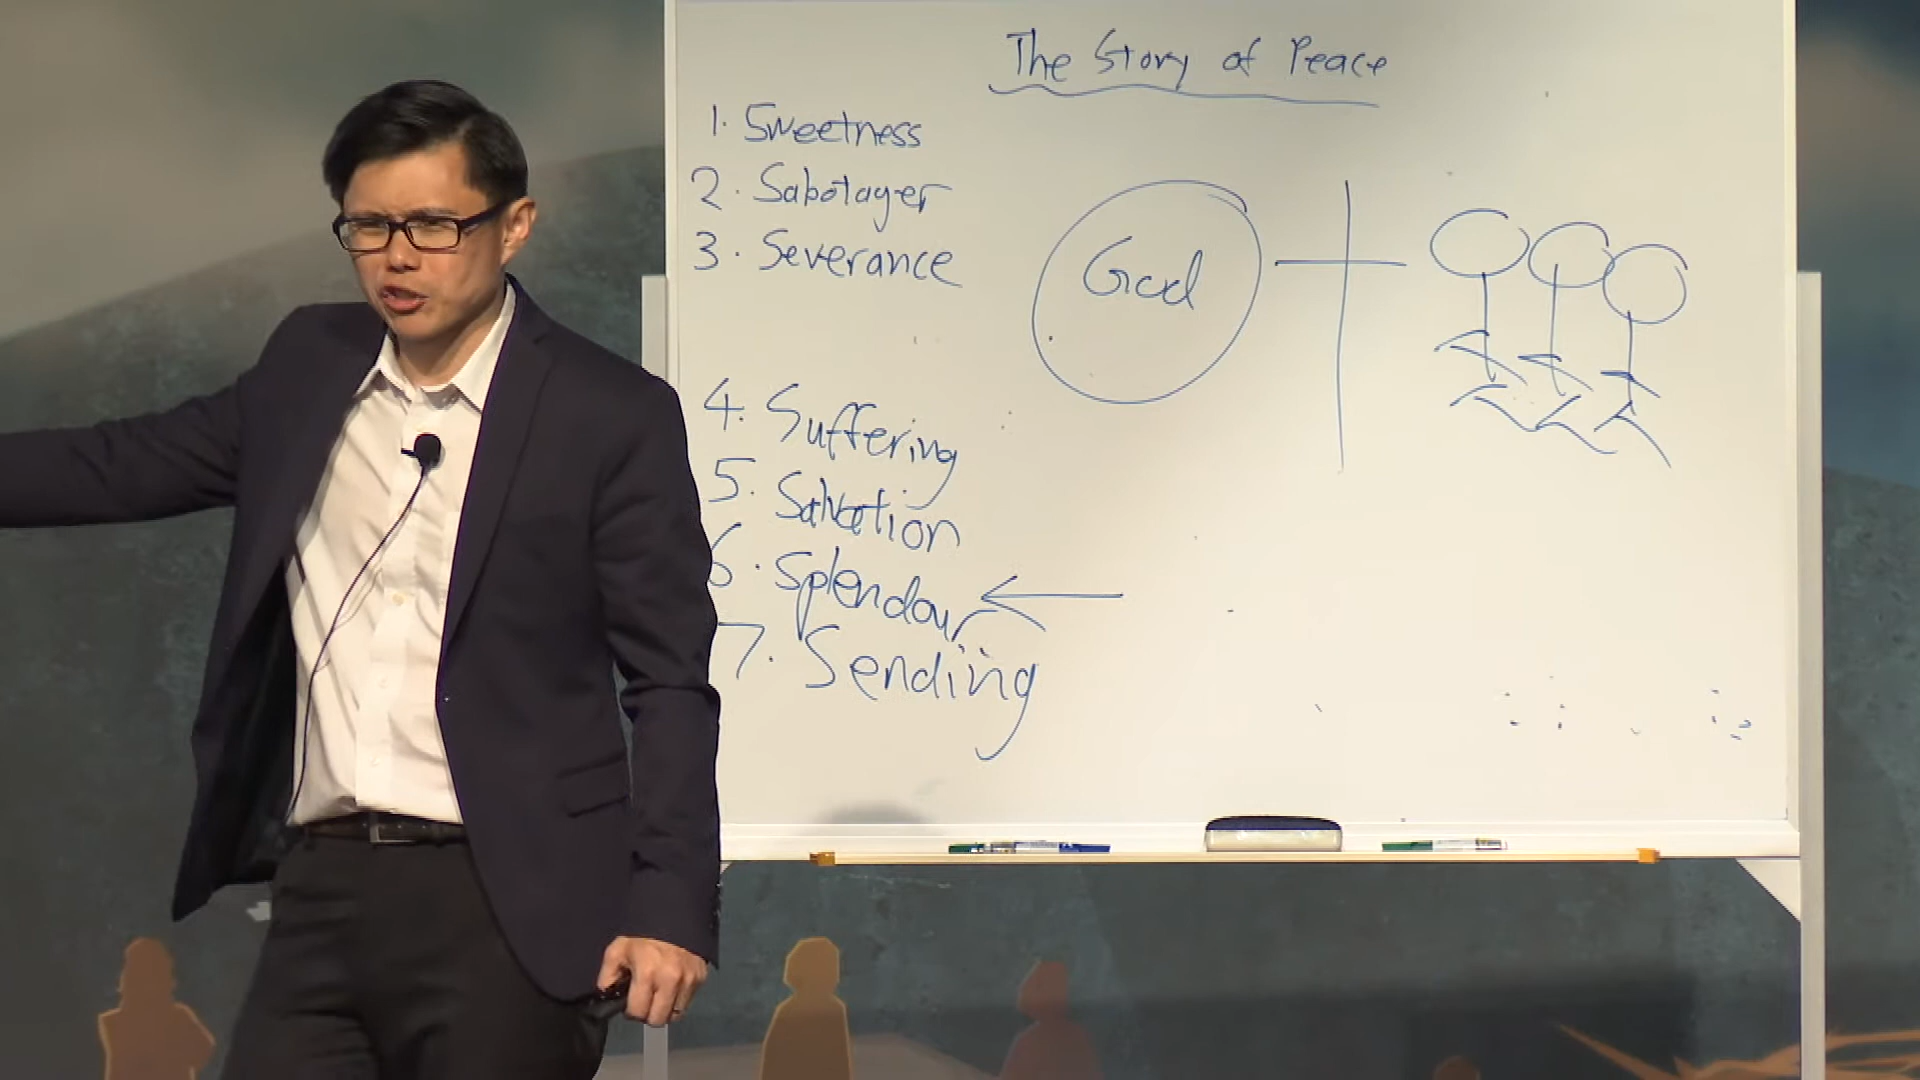 The Story of Peace
1. Sweetness
2. Sabotager
3. Severance
God
4. Suffering
5. Salvation
6. Splendour
7. Sending